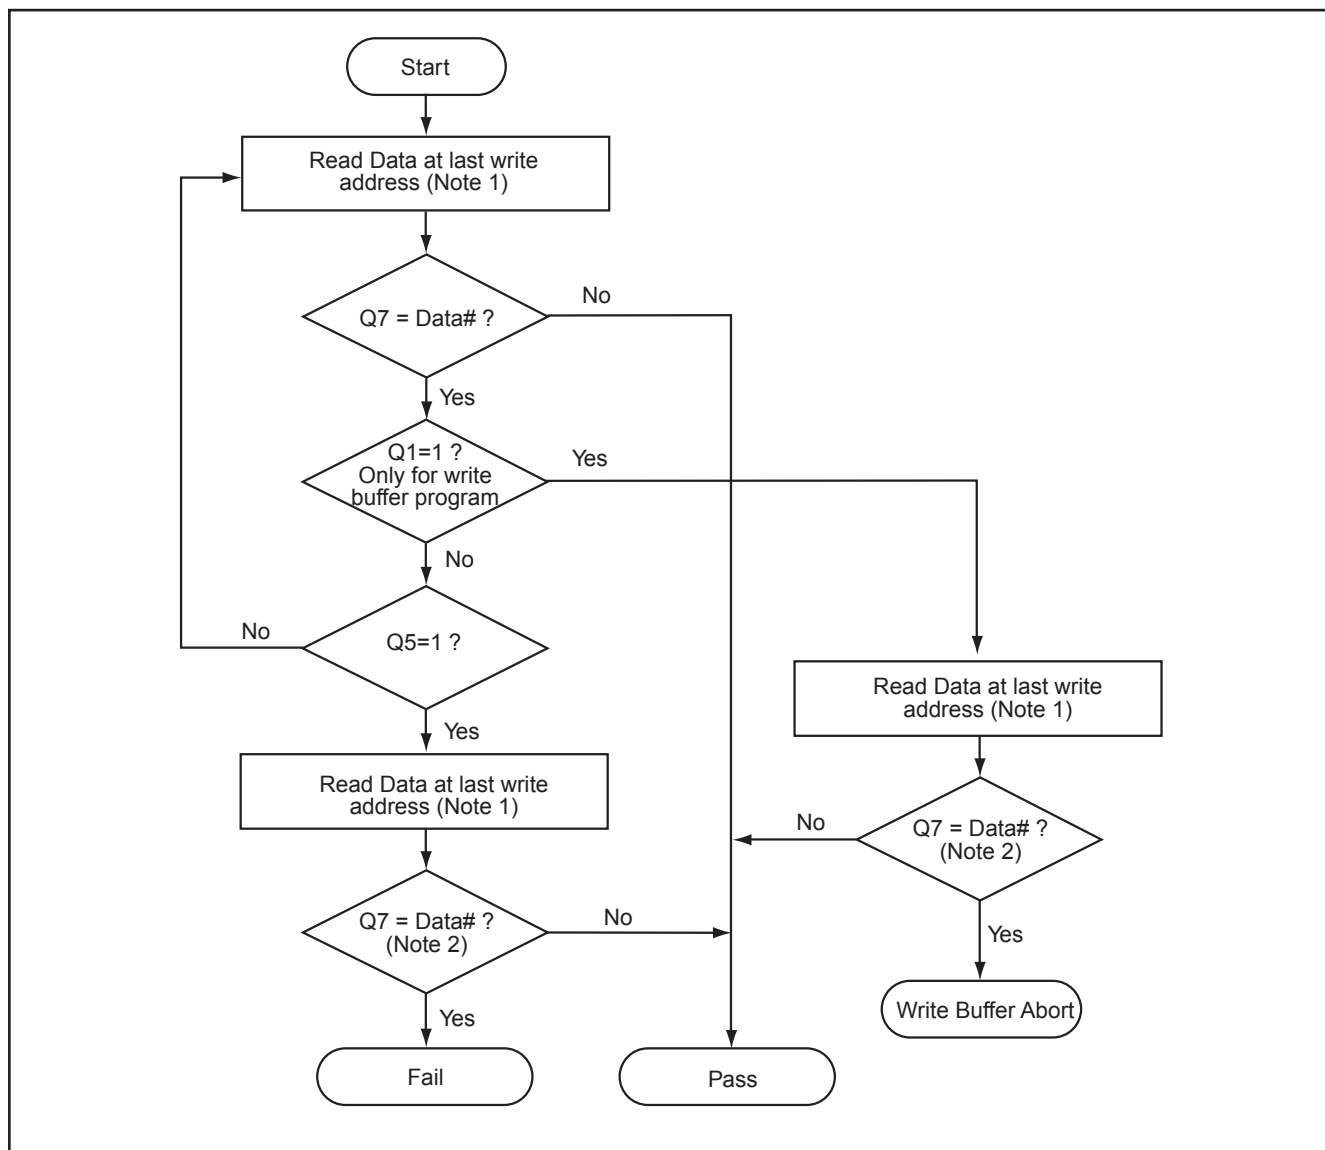 Start
Read Data at last write
address (Note 1)
Q7 = Data# ?
No
Yes
Q1=1 ?
Only for write
buffer program
Yes
No
Q5=1 ?
No
Yes
Read Data at last write
address (Note 1)
Read Data at last write
address (Note 1)
Q7 = Data# ?
(Note 2)
No
Yes
Q7 = Data# ?
(Note 2)
No
Yes
Write Buffer Abort
Fail
Pass